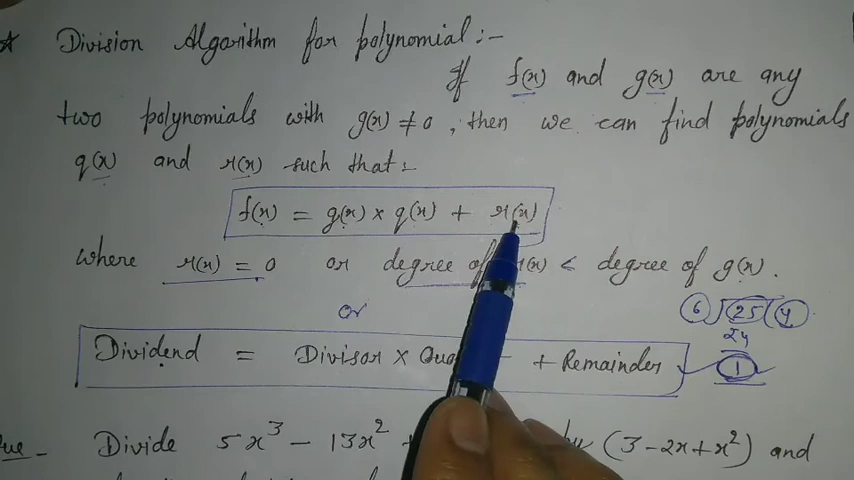 * Division Algorithm for polynomial :-
If f(x) and g(x) are any
two polynomials with g(x) ≠ 0, then we can find polynomials
q(x) and r(x) such that :-
f(x) = g(x) × q(x) + r(x)
where r(x) = 0 or degree of r(x) < degree of g(x).
or
6 ) 25 ( 4
24
1
Dividend = Divisor × + Remainder
Que - Divide 5x³ - 13x² by (3 - 2x + x²) and